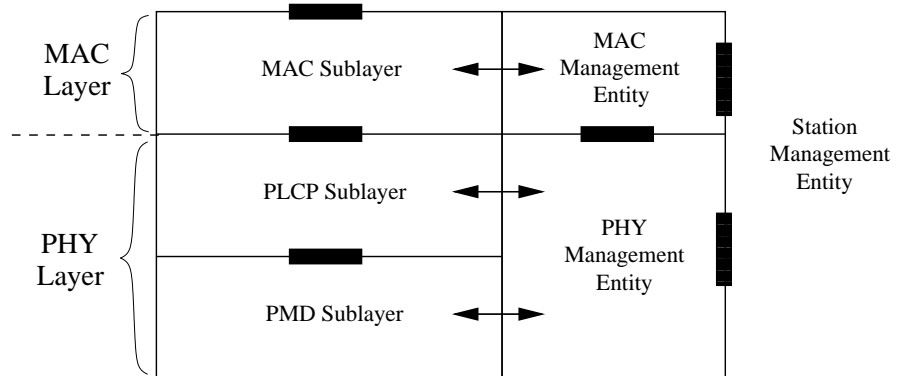 MAC
Layer
MAC Sublayer
MAC
Management
Entity
Station
Management
Entity
PHY
Layer
PLCP Sublayer
PHY
Management
Entity
PMD Sublayer